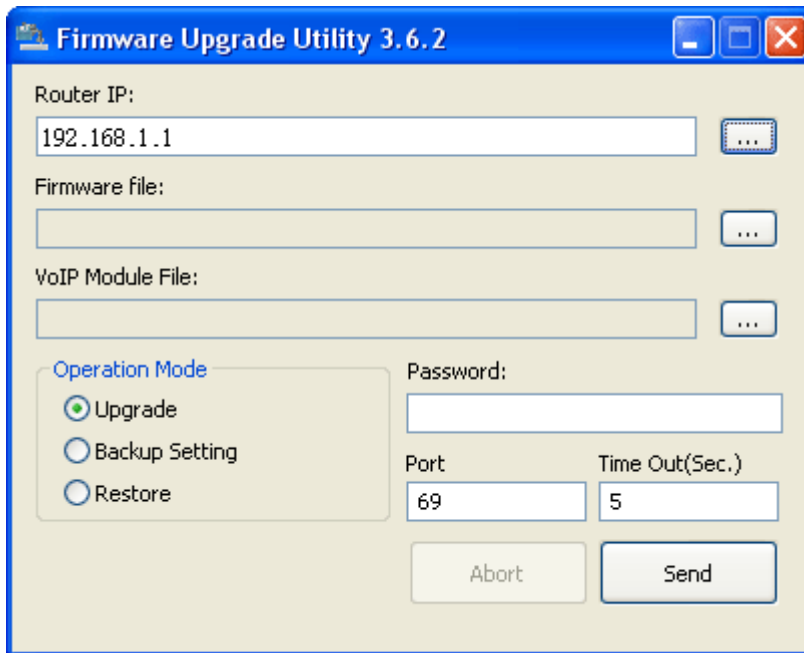 Firmware Upgrade Utility 3.6.2
Router IP:
192.168.1.1
...
Firmware file:
...
VoIP Module File:
...
Operation Mode
Upgrade
Backup Setting
Restore
Password:
Port
Time Out(Sec.)
69
5
Abort
Send